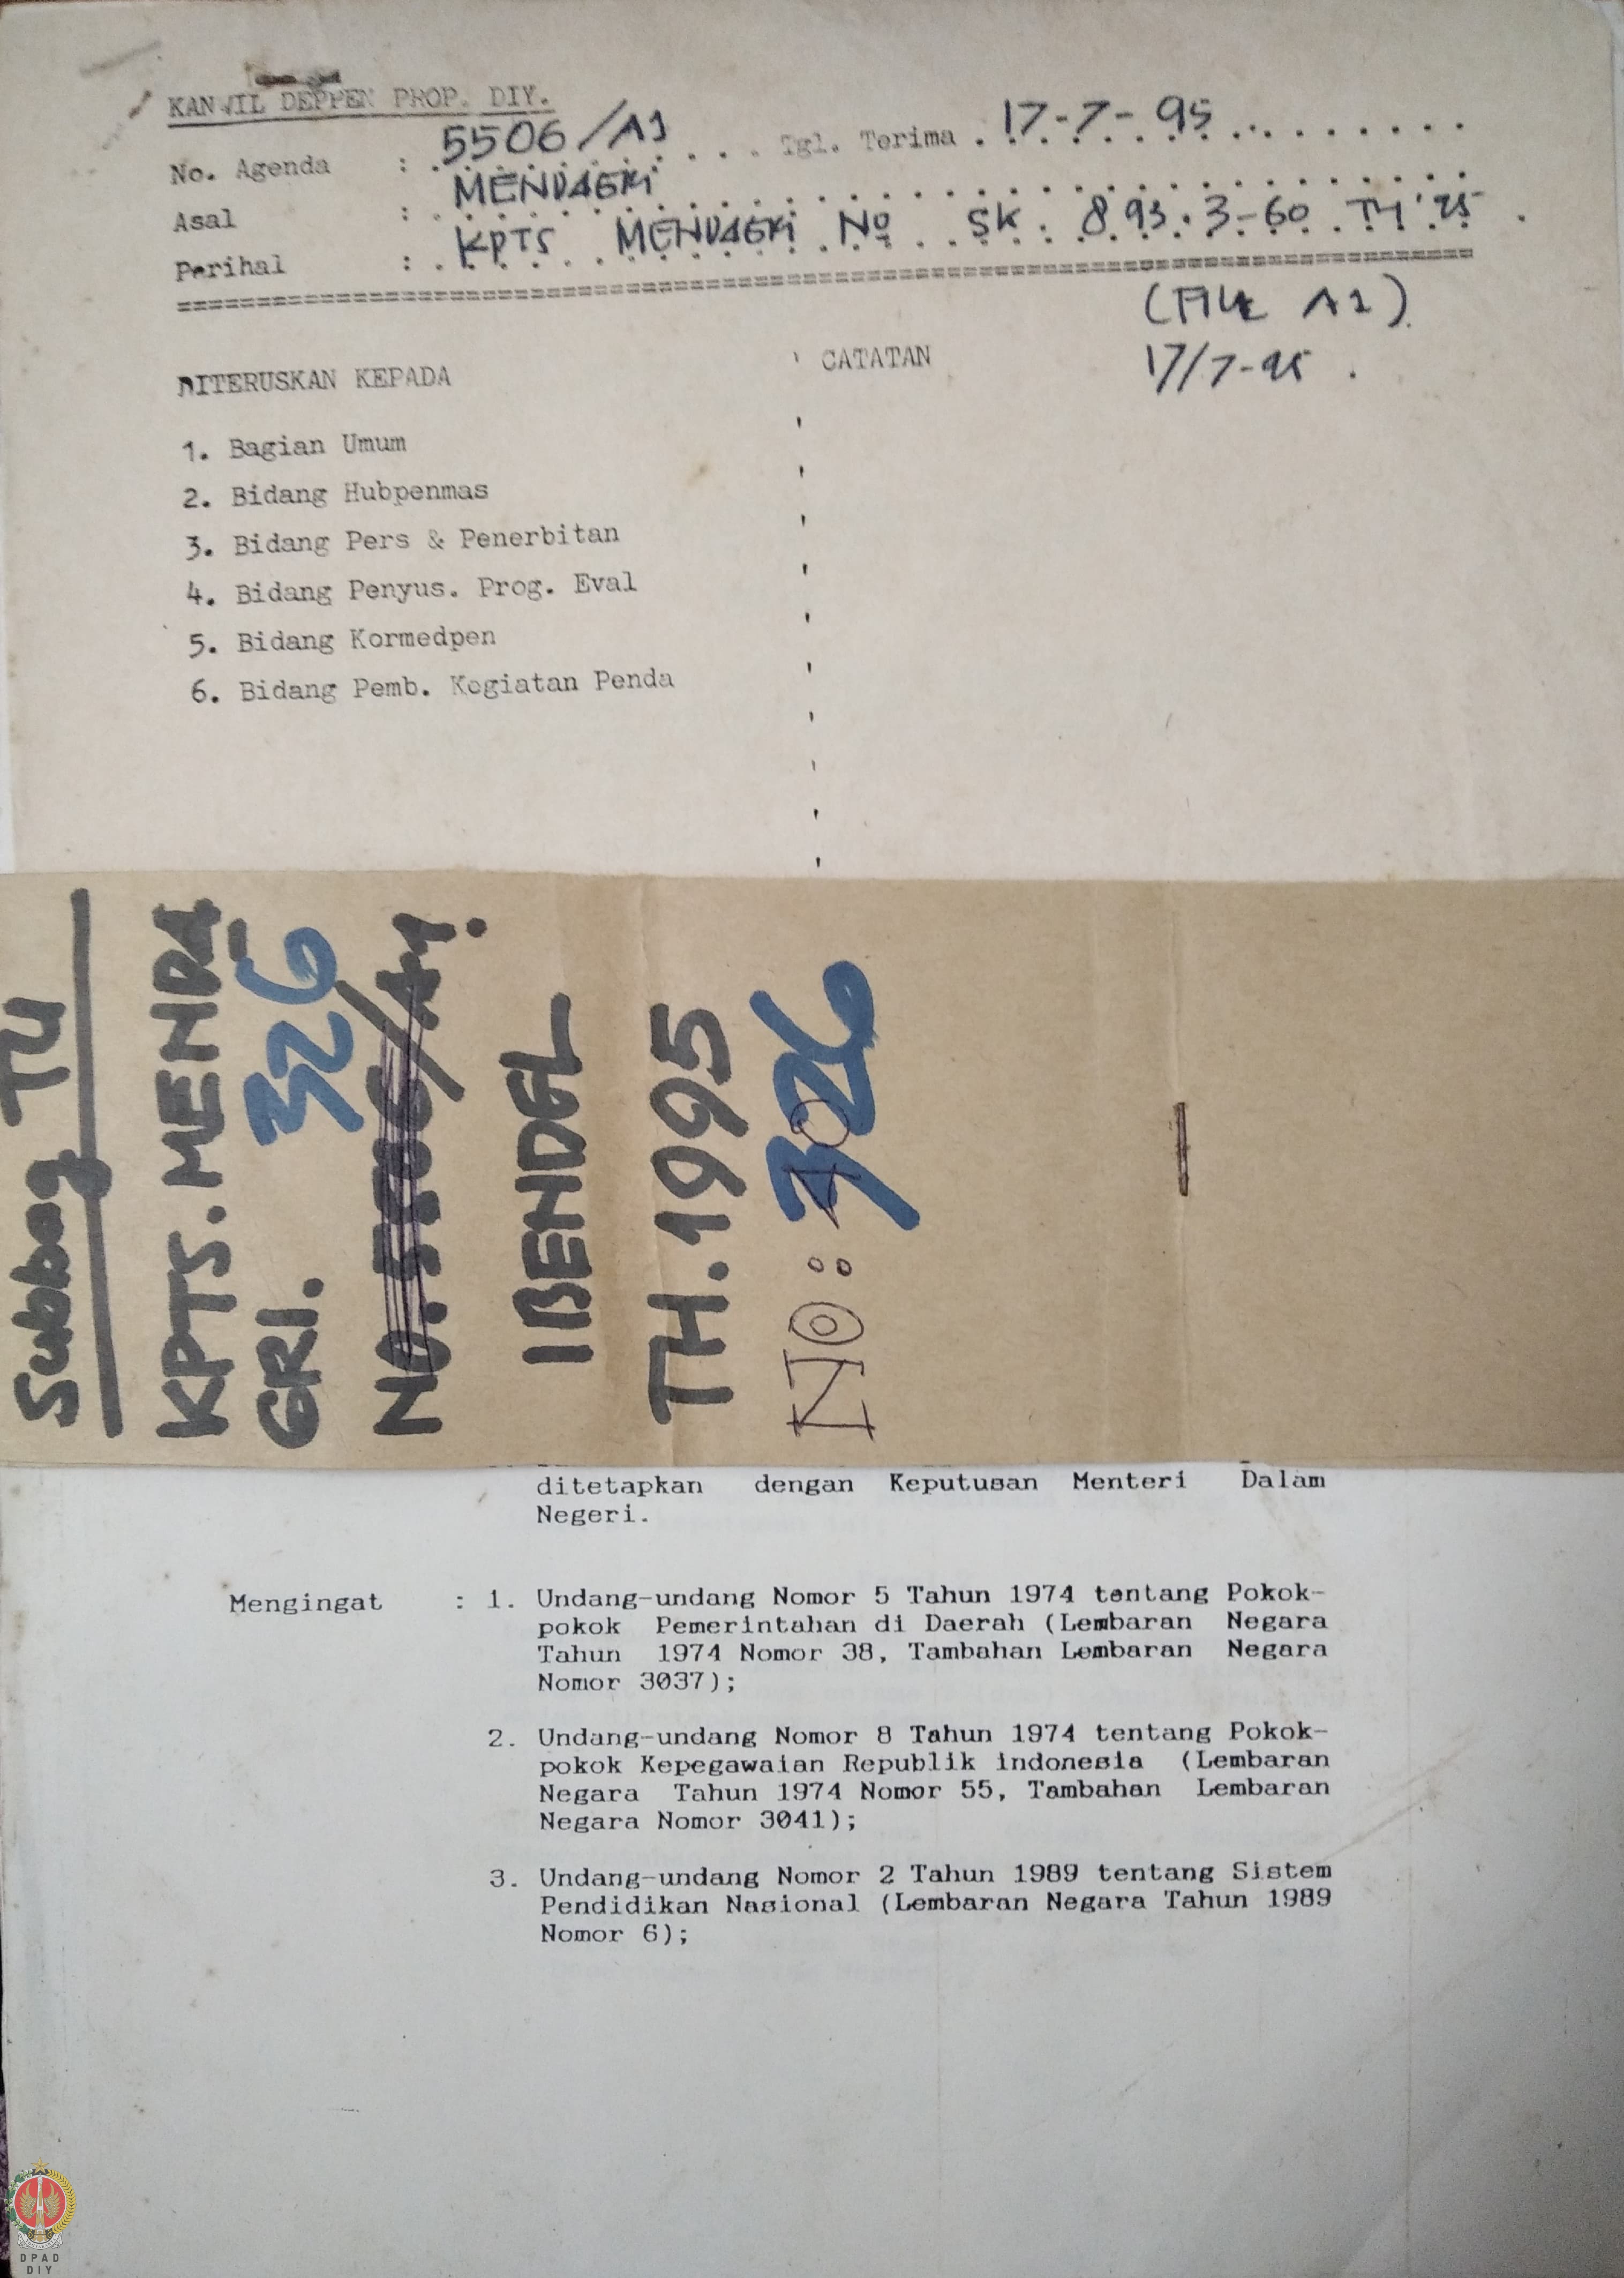 KANWIL DEPPEN PROP. DIY.
No. Agenda : 5506/A1 Tgl. Terima 17-7-95
Asal : MENDAGRI
Perihal : KPTS MENDAGRI No SK. 893.3-60 TH '95
(FILE A1)
17/7-95.
DITERUSKAN KEPADA ' CATATAN
1. Bagian Umum
2. Bidang Hubpenmas
3. Bidang Pers & Penerbitan
4. Bidang Penyus. Prog. Eval
5. Bidang Kormedpen
6. Bidang Pemb. Kegiatan Penda
Subbag TU
KPTS. MENDA-
GRI. 326
NO. 5506/A1.
1 BENDEL
TH. 1995
NO: 326
ditetapkan dengan Keputusan Menteri Dalam
Negeri.
Mengingat : 1. Undang-undang Nomor 5 Tahun 1974 tentang Pokok-
pokok Pemerintahan di Daerah (Lembaran Negara
Tahun 1974 Nomor 38, Tambahan Lembaran Negara
Nomor 3037);
2. Undang-undang Nomor 8 Tahun 1974 tentang Pokok-
pokok Kepegawaian Republik indonesia (Lembaran
Negara Tahun 1974 Nomor 55, Tambahan Lembaran
Negara Nomor 3041);
3. Undang-undang Nomor 2 Tahun 1989 tentang Sistem
Pendidikan Nasional (Lembaran Negara Tahun 1989
Nomor 6);
DPAD
DIY